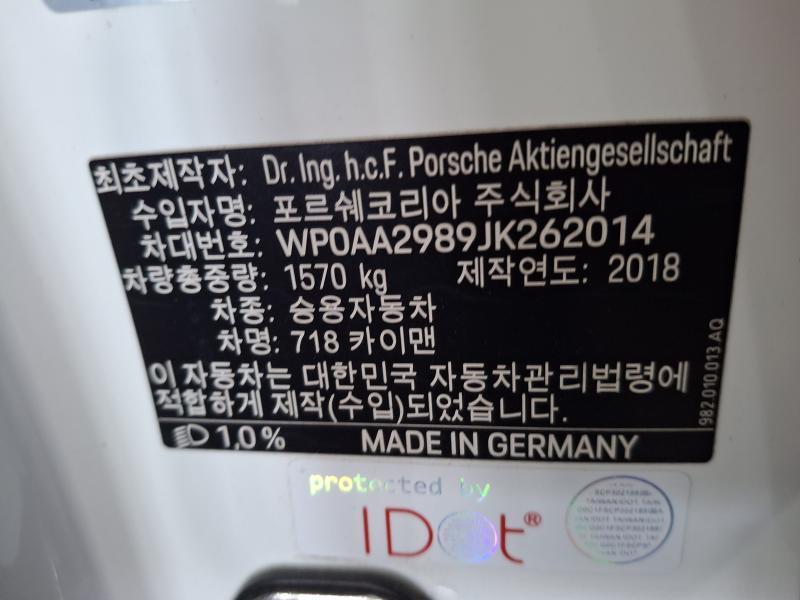 최초제작자: Dr. Ing. h.c.F. Porsche Aktiengesellschaft
수입자명: 포르쉐코리아 주식회사
차대번호: WP0AA2989JK262014
차량총중량: 1570 kg 제작연도: 2018
차종: 승용자동차
차명: 718 카이맨
이 자동차는 대한민국 자동차관리법령에
적합하게 제작(수입)되었습니다.
1,0% MADE IN GERMANY
982.010.013.AQ
protected by
IDot®